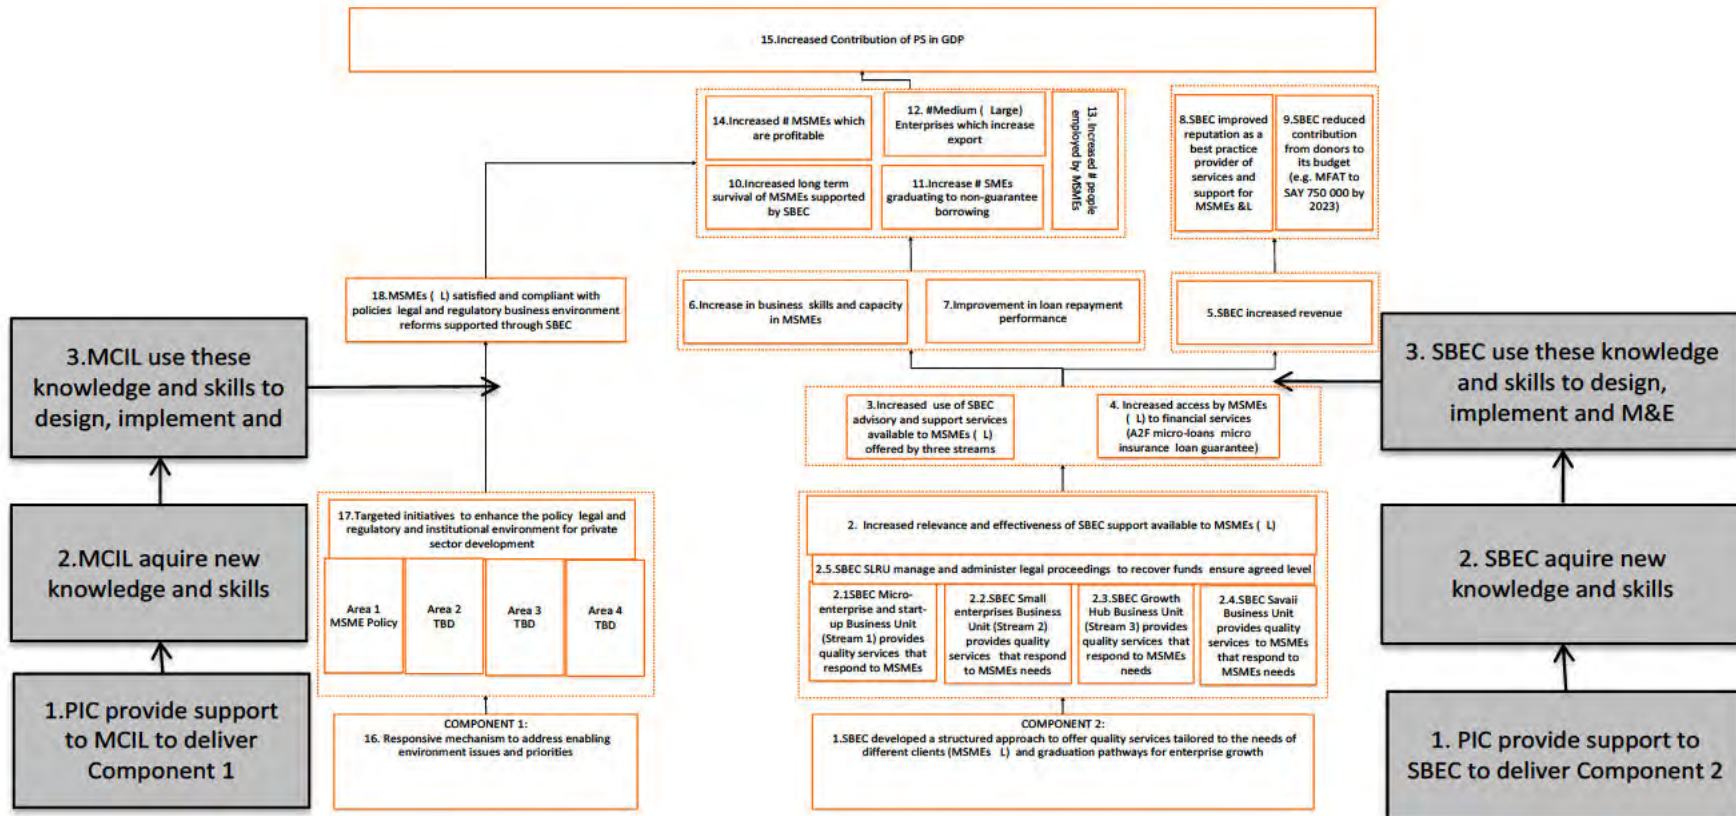 15.Increased Contribution of PS in GDP
14.Increased # MSMEs which
are profitable
12. #Medium ( Large)
Enterprises which increase
export
13. Increased # people
employed by MSMEs
10.Increased long term
survival of MSMEs supported
by SBEC
11.Increase # SMEs
graduating to non-guarantee
borrowing
8.SBEC improved
reputation as a
best practice
provider of
services and
support for
MSMEs &L
9.SBEC reduced
contribution
from donors to
its budget
(e.g. MFAT to
SAY 750 000 by
2023)
18.MSMEs ( L) satisfied and compliant with
policies legal and regulatory business environment
reforms supported through SBEC
6.Increase in business skills and capacity
in MSMEs
7.Improvement in loan repayment
performance
5.SBEC increased revenue
3.MCIL use these
knowledge and skills to
design, implement and
3. SBEC use these knowledge
and skills to design,
implement and M&E
3.Increased use of SBEC
advisory and support services
available to MSMEs ( L)
offered by three streams
4. Increased access by MSMEs
( L) to financial services
(A2F micro-loans micro
insurance loan guarantee)
2.MCIL aquire new
knowledge and skills
17.Targeted initiatives to enhance the policy legal and
regulatory and institutional environment for private
sector development
Area 1
MSME Policy
Area 2
TBD
Area 3
TBD
Area 4
TBD
2. Increased relevance and effectiveness of SBEC support available to MSMEs ( L)
2.5.SBEC SLRU manage and administer legal proceedings to recover funds ensure agreed level
2.1SBEC Micro-
enterprise and start-
up Business Unit
(Stream 1) provides
quality services that
respond to MSMEs
2.2.SBEC Small
enterprises Business
Unit (Stream 2)
provides quality
services that respond
to MSMEs needs
2.3.SBEC Growth
Hub Business Unit
(Stream 3) provides
quality services that
respond to MSMEs
needs
2.4.SBEC Savaii
Business Unit
provides quality
services to MSMEs
that respond to
MSMEs needs
2. SBEC aquire new
knowledge and skills
1.PIC provide support
to MCIL to deliver
Component 1
COMPONENT 1:
16. Responsive mechanism to address enabling
environment issues and priorities
COMPONENT 2:
1.SBEC developed a structured approach to offer quality services tailored to the needs of
different clients (MSMEs L) and graduation pathways for enterprise growth
1. PIC provide support to
SBEC to deliver Component 2